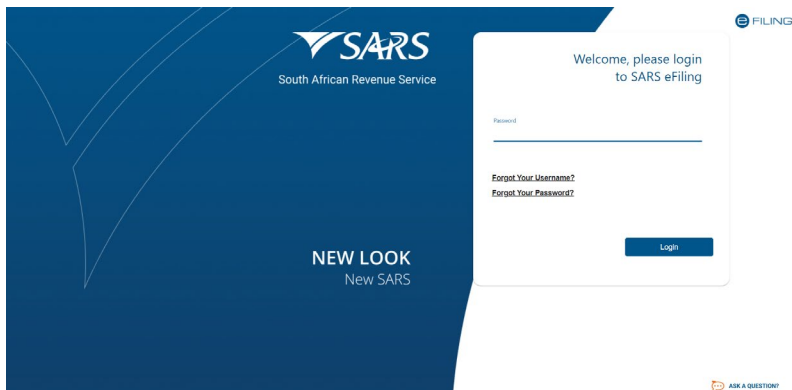 SARS
South African Revenue Service
e FILING
Welcome, please login
to SARS eFiling
Password
Forgot Your Username?
Forgot Your Password?
Login
NEW LOOK
New SARS
ASK A QUESTION?